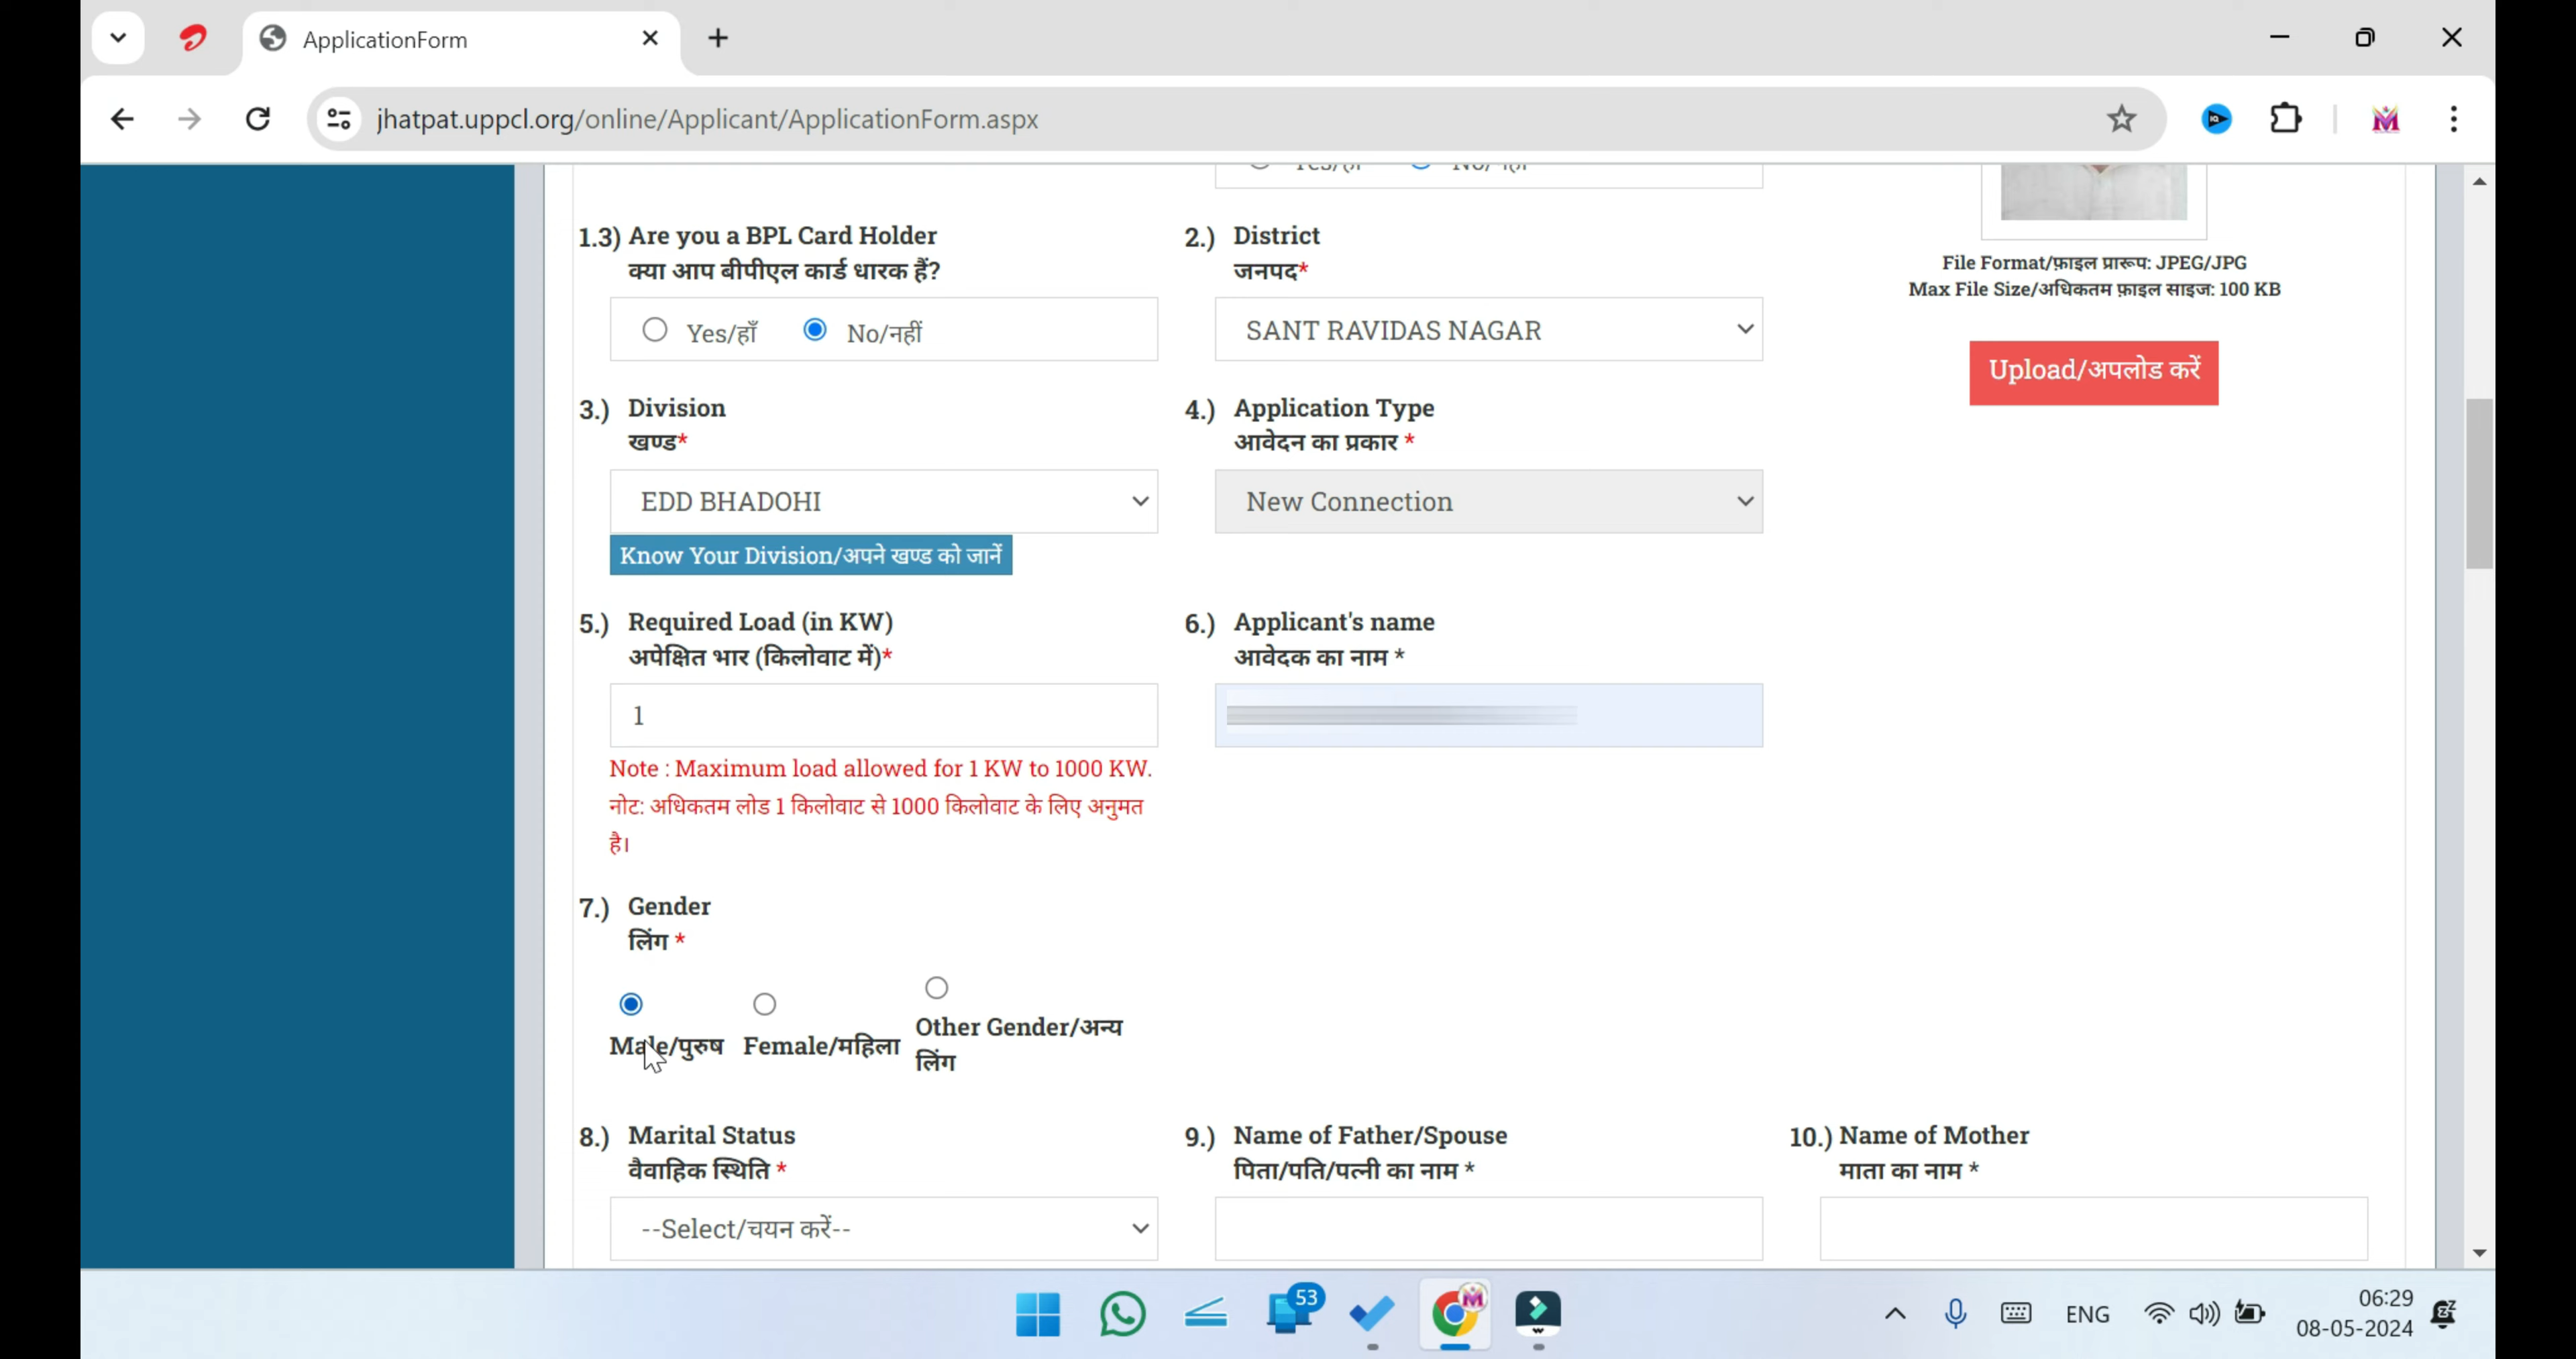 ApplicationForm
jhatpat.uppcl.org/online/Applicant/ApplicationForm.aspx
1.3) Are you a BPL Card Holder
क्या आप बीपीएल कार्ड धारक हैं?
Yes/हाँ No/नहीं
2.) District
जनपद*
SANT RAVIDAS NAGAR
File Format/फ़ाइल प्रारूप: JPEG/JPG
Max File Size/अधिकतम फ़ाइल साइज: 100 KB
Upload/अपलोड करें
3.) Division
खण्ड*
EDD BHADOHI
Know Your Division/अपने खण्ड को जानें
4.) Application Type
आवेदन का प्रकार *
New Connection
5.) Required Load (in KW)
अपेक्षित भार (किलोवाट में)*
1
Note : Maximum load allowed for 1 KW to 1000 KW.
नोट: अधिकतम लोड 1 किलोवाट से 1000 किलोवाट के लिए अनुमत
है।
6.) Applicant's name
आवेदक का नाम *
7.) Gender
लिंग *
Male/पुरुष Female/महिला Other Gender/अन्य
लिंग
8.) Marital Status
वैवाहिक स्थिति *
--Select/चयन करें--
9.) Name of Father/Spouse
पिता/पति/पत्नी का नाम *
10.) Name of Mother
माता का नाम *
53
ENG
06:29
08-05-2024